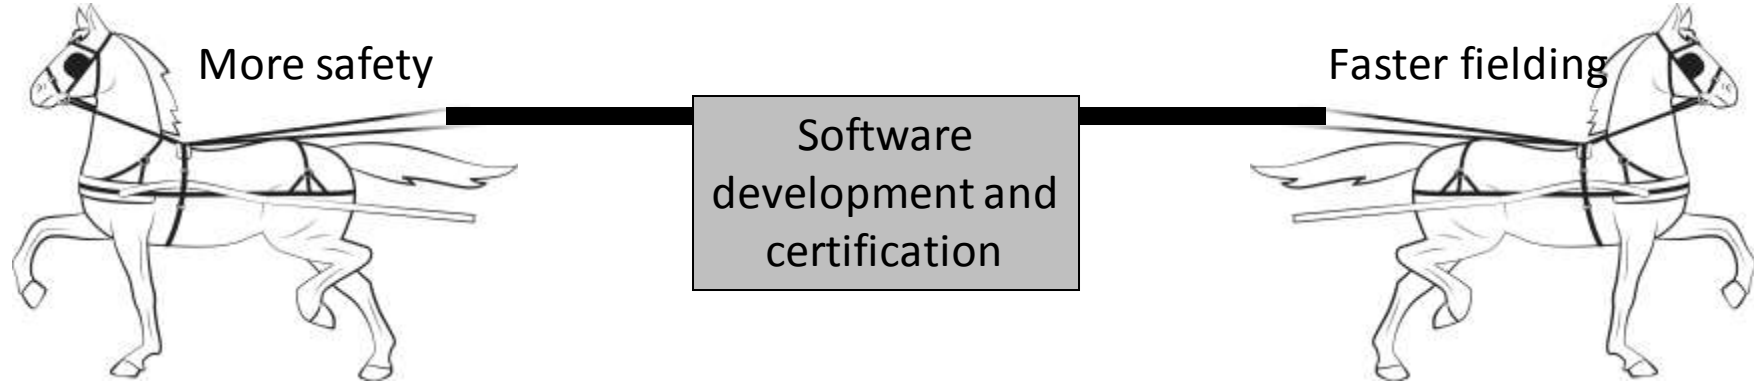 More safety
Faster fielding
Software
development and
certification